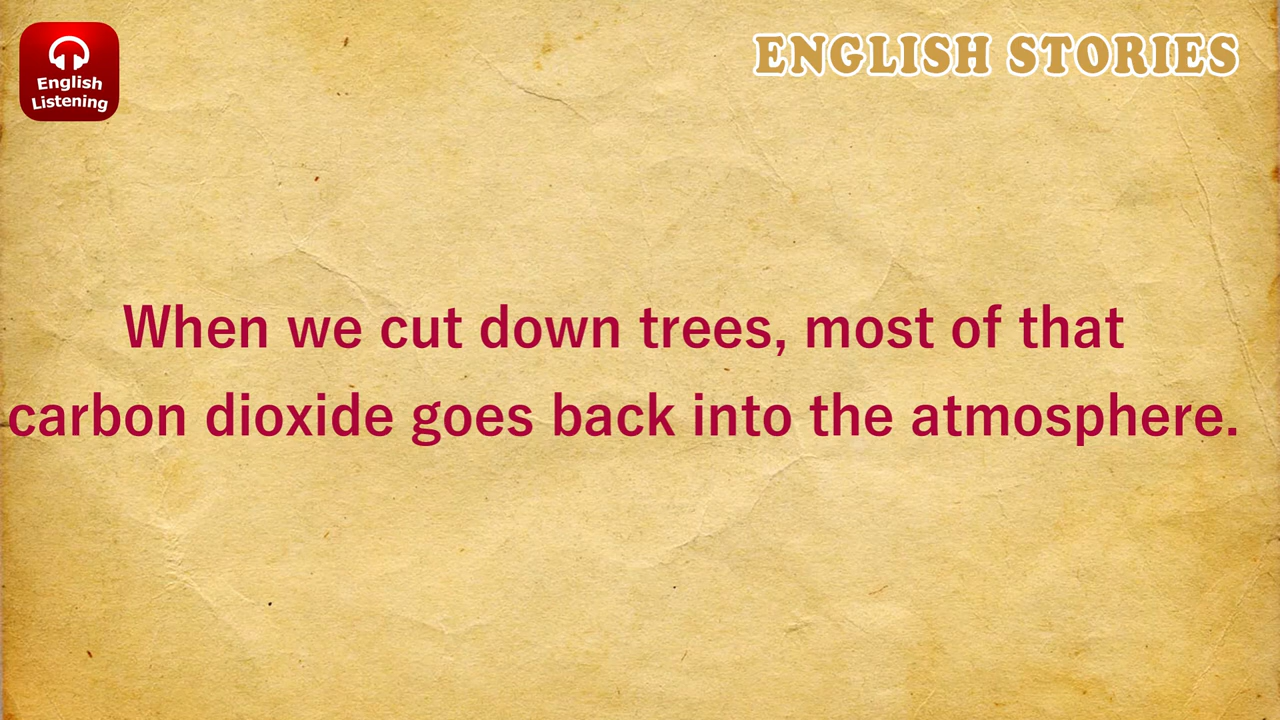 English
Listening
ENGLISH STORIES
When we cut down trees, most of that
carbon dioxide goes back into the atmosphere.